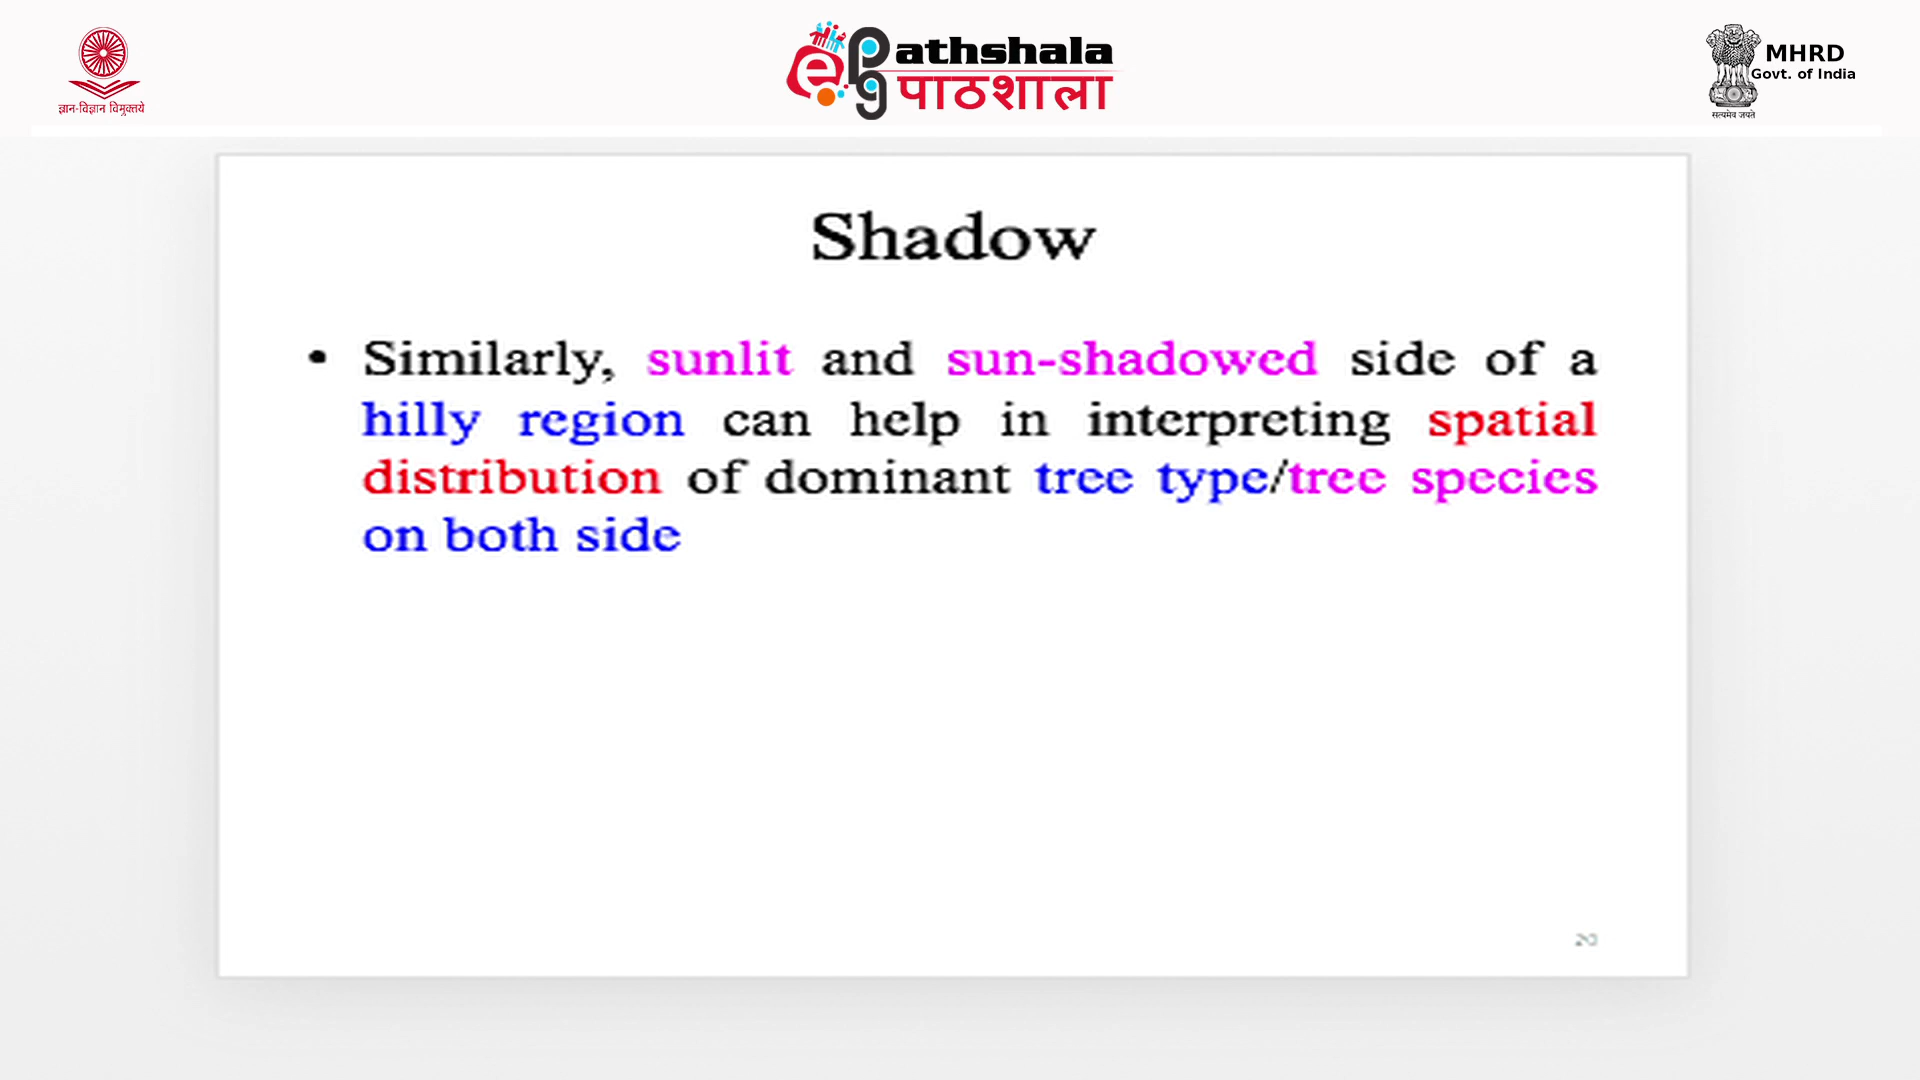 ज्ञान-विज्ञान विमुक्तये
e Pg athshala
पाठशाला
MHRD
Govt. of India
सत्यमेव जयते
Shadow
• Similarly, sunlit and sun-shadowed side of a
hilly region can help in interpreting spatial
distribution of dominant tree type/tree species
on both side